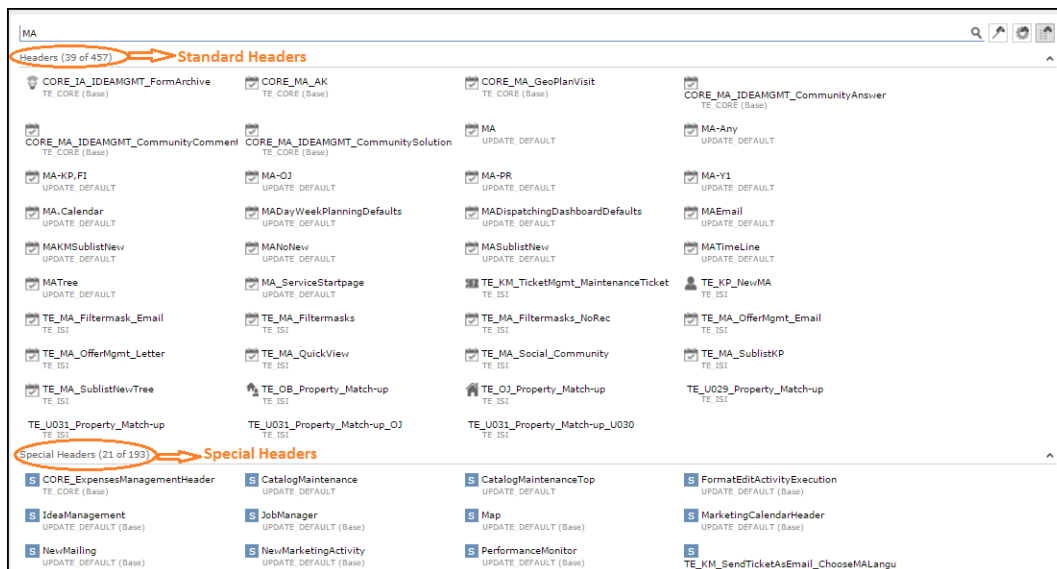 MA
Headers (39 of 457) Standard Headers
CORE_IA_IDEAMGMT_FormArchive CORE_MA_AK CORE_MA_GeoPlanVisit
TE_CORE (Base) TE_CORE (Base) TE_CORE (Base)
CORE_MA_IDEAMGMT_CommunityAnswer
TE_CORE (Base)
MA MA-Any
CORE_MA_IDEAMGMT_CommunityComment CORE_MA_IDEAMGMT_CommunitySolution UPDATE_DEFAULT UPDATE_DEFAULT
TE_CORE (Base) TE_CORE (Base)
MA-KP,FI MA-OJ MA-PR MA-Y1
UPDATE_DEFAULT UPDATE_DEFAULT UPDATE_DEFAULT UPDATE_DEFAULT
MA.Calendar MADayWeekPlanningDefaults MADispatchingDashboardDefaults MAEmail
UPDATE_DEFAULT UPDATE_DEFAULT UPDATE_DEFAULT UPDATE_DEFAULT
MAKMSublistNew MANoNew MASublistNew MATimeLine
UPDATE_DEFAULT UPDATE_DEFAULT UPDATE_DEFAULT UPDATE_DEFAULT
MATree MA_ServiceStartpage TE_KM_TicketMgmt_MaintenanceTicket TE_KP_NewMA
UPDATE_DEFAULT UPDATE_DEFAULT TE_ISI TE_ISI
TE_MA_Filtermask_Email TE_MA_Filtermasks TE_MA_Filtermasks_NoRec TE_MA_OfferMgmt_Email
TE_ISI TE_ISI TE_ISI TE_ISI
TE_MA_OfferMgmt_Letter TE_MA_QuickView TE_MA_Social_Community TE_MA_SublistKP
TE_ISI TE_ISI TE_ISI TE_ISI
TE_MA_SublistNewTree TE_OB_Property_Match-up TE_OJ_Property_Match-up TE_U029_Property_Match-up
TE_ISI TE_ISI TE_ISI TE_ISI
TE_U031_Property_Match-up TE_U031_Property_Match-up_OJ TE_U031_Property_Match-up_U030
TE_ISI TE_ISI TE_ISI
Special Headers (21 of 193) Special Headers
S CORE_ExpensesManagementHeader S CatalogMaintenance S CatalogMaintenanceTop S FormatEditActivityExecution
TE_CORE (Base) UPDATE_DEFAULT UPDATE_DEFAULT UPDATE_DEFAULT (Base)
S IdeaManagement S JobManager S Map S MarketingCalendarHeader
UPDATE_DEFAULT (Base) UPDATE_DEFAULT (Base) UPDATE_DEFAULT (Base) UPDATE_DEFAULT (Base)
S NewMailing S NewMarketingActivity S PerformanceMonitor S
UPDATE_DEFAULT (Base) UPDATE_DEFAULT (Base) UPDATE_DEFAULT (Base) TE_KM_SendTicketAsEmail_ChooseMALangu